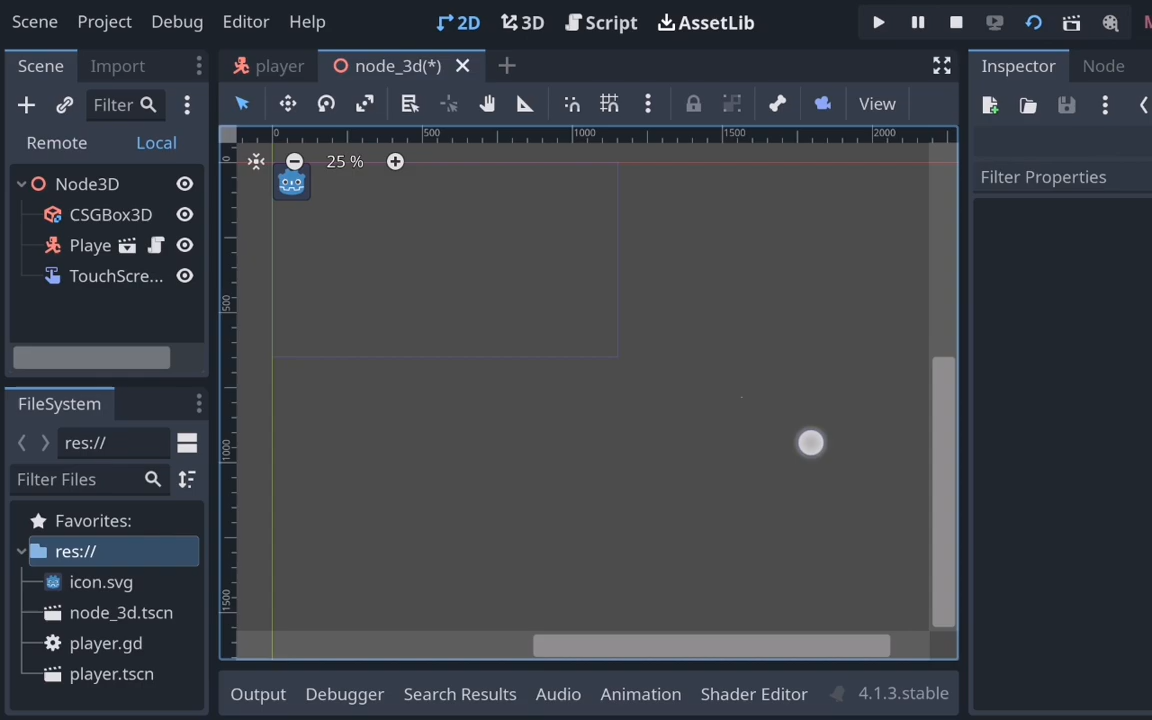 Scene Project Debug Editor Help 2D 3D Script AssetLib
Scene Import player node_3d(*) Inspector Node
Filter View
Remote Local 0 500 1000 1500 2000
25 %
Node3D Filter Properties
CSGBox3D
Playe
TouchScre...
500
FileSystem
res://
1000
Filter Files
Favorites:
res://
icon.svg
1500
node_3d.tscn
player.gd
player.tscn
Output Debugger Search Results Audio Animation Shader Editor 4.1.3.stable